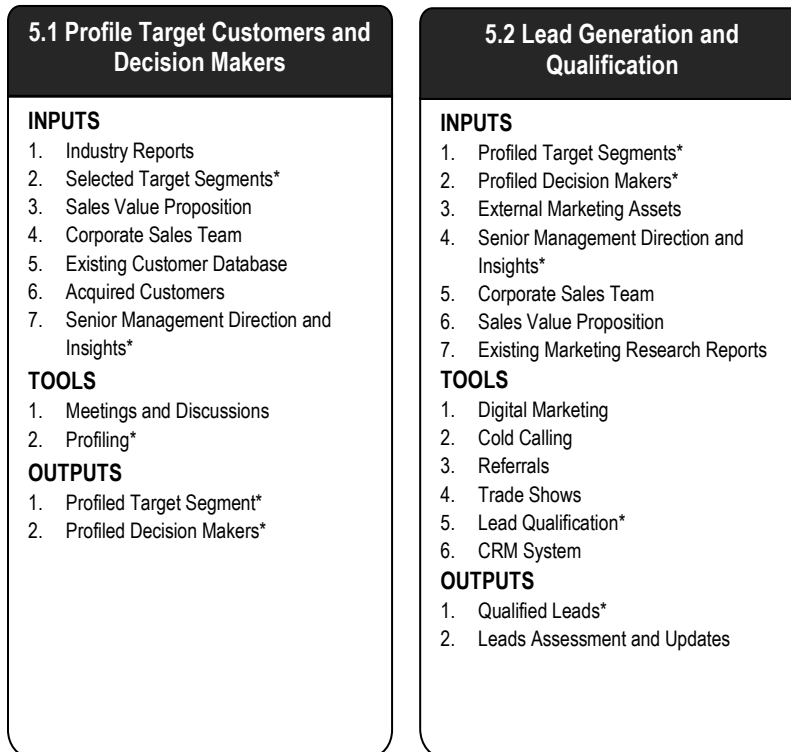 5.1 Profile Target Customers and
Decision Makers
INPUTS
1. Industry Reports
2. Selected Target Segments*
3. Sales Value Proposition
4. Corporate Sales Team
5. Existing Customer Database
6. Acquired Customers
7. Senior Management Direction and
Insights*
TOOLS
1. Meetings and Discussions
2. Profiling*
OUTPUTS
1. Profiled Target Segment*
2. Profiled Decision Makers*
5.2 Lead Generation and
Qualification
INPUTS
1. Profiled Target Segments*
2. Profiled Decision Makers*
3. External Marketing Assets
4. Senior Management Direction and
Insights*
5. Corporate Sales Team
6. Sales Value Proposition
7. Existing Marketing Research Reports
TOOLS
1. Digital Marketing
2. Cold Calling
3. Referrals
4. Trade Shows
5. Lead Qualification*
6. CRM System
OUTPUTS
1. Qualified Leads*
2. Leads Assessment and Updates